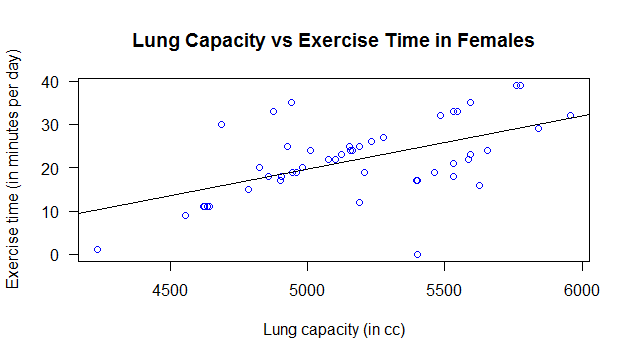 Lung Capacity vs Exercise Time in Females
Exercise time (in minutes per day)
40
30
20
10
0
4500 5000 5500 6000
Lung capacity (in cc)